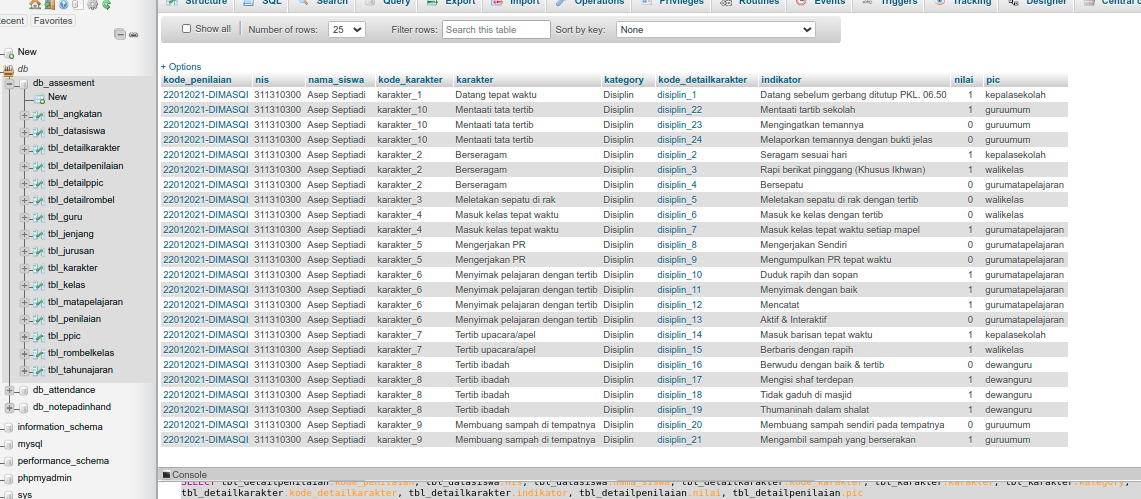 Structure SQL Search Query Export Import Operations Privileges Routines Events Triggers Tracking Designer Central c
Recent Favorites
Show all Number of rows: 25 Filter rows: Search this table Sort by key: None
New
db
db_assesment
New
tbl_angkatan
tbl_datasiswa
tbl_detailkarakter
tbl_detailpenilaian
tbl_detailppic
tbl_detailrombel
tbl_guru
tbl_jenjang
tbl_jurusan
tbl_karakter
tbl_kelas
tbl_matapelajaran
tbl_penilaian
tbl_ppic
tbl_rombelkelas
tbl_tahunajaran
db_attendance
db_notepadinhand
information_schema
mysql
performance_schema
phpmyadmin
sys
+ Options
kode_penilaian nis nama_siswa kode_karakter karakter kategory kode_detailkarakter indikator nilai pic
22012021-DIMASQI 311310300 Asep Septiadi karakter_1 Datang tepat waktu Disiplin disiplin_1 Datang sebelum gerbang ditutup PKL. 06.50 1 kepalasekolah
22012021-DIMASQI 311310300 Asep Septiadi karakter_10 Mentaati tata tertib Disiplin disiplin_22 Mentaati tartib sekolah 1 guruumum
22012021-DIMASQI 311310300 Asep Septiadi karakter_10 Mentaati tata tertib Disiplin disiplin_23 Mengingatkan temannya 0 guruumum
22012021-DIMASQI 311310300 Asep Septiadi karakter_10 Mentaati tata tertib Disiplin disiplin_24 Melaporkan temannya dengan bukti jelas 0 guruumum
22012021-DIMASQI 311310300 Asep Septiadi karakter_2 Berseragam Disiplin disiplin_2 Seragam sesuai hari 1 kepalasekolah
22012021-DIMASQI 311310300 Asep Septiadi karakter_2 Berseragam Disiplin disiplin_3 Rapi berikat pinggang (Khusus Ikhwan) 1 walikelas
22012021-DIMASQI 311310300 Asep Septiadi karakter_2 Berseragam Disiplin disiplin_4 Bersepatu 0 gurumatapelajaran
22012021-DIMASQI 311310300 Asep Septiadi karakter_3 Meletakan sepatu di rak Disiplin disiplin_5 Meletakan sepatu di rak dengan tertib 0 walikelas
22012021-DIMASQI 311310300 Asep Septiadi karakter_4 Masuk kelas tepat waktu Disiplin disiplin_6 Masuk ke kelas dengan tertib 0 walikelas
22012021-DIMASQI 311310300 Asep Septiadi karakter_4 Masuk kelas tepat waktu Disiplin disiplin_7 Masuk kelas tepat waktu setiap mapel 1 gurumatapelajaran
22012021-DIMASQI 311310300 Asep Septiadi karakter_5 Mengerjakan PR Disiplin disiplin_8 Mengerjakan Sendiri 0 gurumatapelajaran
22012021-DIMASQI 311310300 Asep Septiadi karakter_5 Mengerjakan PR Disiplin disiplin_9 Mengumpulkan PR tepat waktu 0 gurumatapelajaran
22012021-DIMASQI 311310300 Asep Septiadi karakter_6 Menyimak pelajaran dengan tertib Disiplin disiplin_10 Duduk rapih dan sopan 1 gurumatapelajaran
22012021-DIMASQI 311310300 Asep Septiadi karakter_6 Menyimak pelajaran dengan tertib Disiplin disiplin_11 Menyimak dengan baik 1 gurumatapelajaran
22012021-DIMASQI 311310300 Asep Septiadi karakter_6 Menyimak pelajaran dengan tertib Disiplin disiplin_12 Mencatat 1 gurumatapelajaran
22012021-DIMASQI 311310300 Asep Septiadi karakter_6 Menyimak pelajaran dengan tertib Disiplin disiplin_13 Aktif & Interaktif 0 gurumatapelajaran
22012021-DIMASQI 311310300 Asep Septiadi karakter_7 Tertib upacara/apel Disiplin disiplin_14 Masuk barisan tepat waktu 1 kepalasekolah
22012021-DIMASQI 311310300 Asep Septiadi karakter_7 Tertib upacara/apel Disiplin disiplin_15 Berbaris dengan rapih 1 walikelas
22012021-DIMASQI 311310300 Asep Septiadi karakter_8 Tertib ibadah Disiplin disiplin_16 Berwudu dengan baik & tertib 0 dewanguru
22012021-DIMASQI 311310300 Asep Septiadi karakter_8 Tertib ibadah Disiplin disiplin_17 Mengisi shaf terdepan 1 dewanguru
22012021-DIMASQI 311310300 Asep Septiadi karakter_8 Tertib ibadah Disiplin disiplin_18 Tidak gaduh di masjid 1 dewanguru
22012021-DIMASQI 311310300 Asep Septiadi karakter_8 Tertib ibadah Disiplin disiplin_19 Thumaninah dalam shalat 1 dewanguru
22012021-DIMASQI 311310300 Asep Septiadi karakter_9 Membuang sampah di tempatnya Disiplin disiplin_20 Membuang sampah sendiri pada tempatnya 0 guruumum
22012021-DIMASQI 311310300 Asep Septiadi karakter_9 Membuang sampah di tempatnya Disiplin disiplin_21 Mengambil sampah yang berserakan 1 guruumum
Console
SELECT tbl_detailpenilaian.kode_penilaian, tbl_datasiswa.nis, tbl_datasiswa.nama_siswa, tbl_detailkarakter.kode_karakter, tbl_karakter.karakter, tbl_karakter.kategory,
tbl_detailkarakter.kode_detailkarakter, tbl_detailkarakter.indikator, tbl_detailpenilaian.nilai, tbl_detailpenilaian.pic